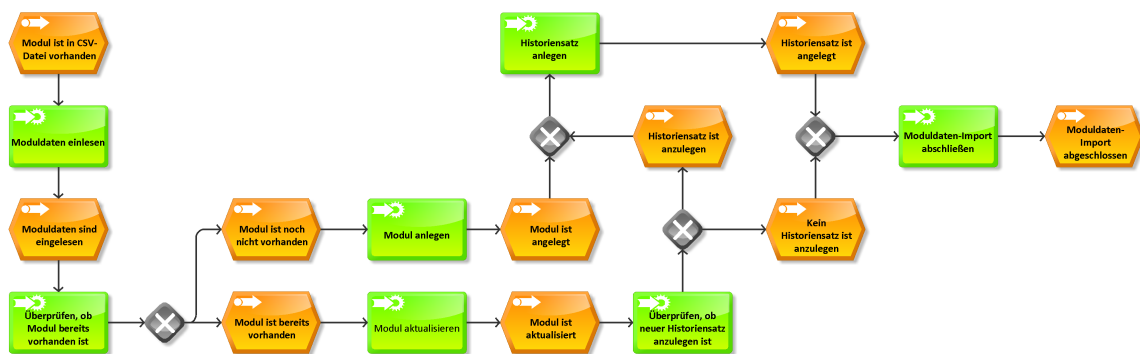 Modul ist in CSV-
Datei vorhanden
Moduldaten einlesen
Moduldaten sind
eingelesen
Überprüfen, ob
Modul bereits
vorhanden ist
Modul ist noch
nicht vorhanden
Modul anlegen
Modul ist
angelegt
Modul ist bereits
vorhanden
Modul aktualisieren
Modul ist
aktualisiert
Überprüfen, ob
neuer Historiensatz
anzulegen ist
Historiensatz ist
anzulegen
Kein
Historiensatz ist
anzulegen
Historiensatz
anlegen
Historiensatz ist
angelegt
Moduldaten-Import
abschließen
Moduldaten-
Import
abgeschlossen